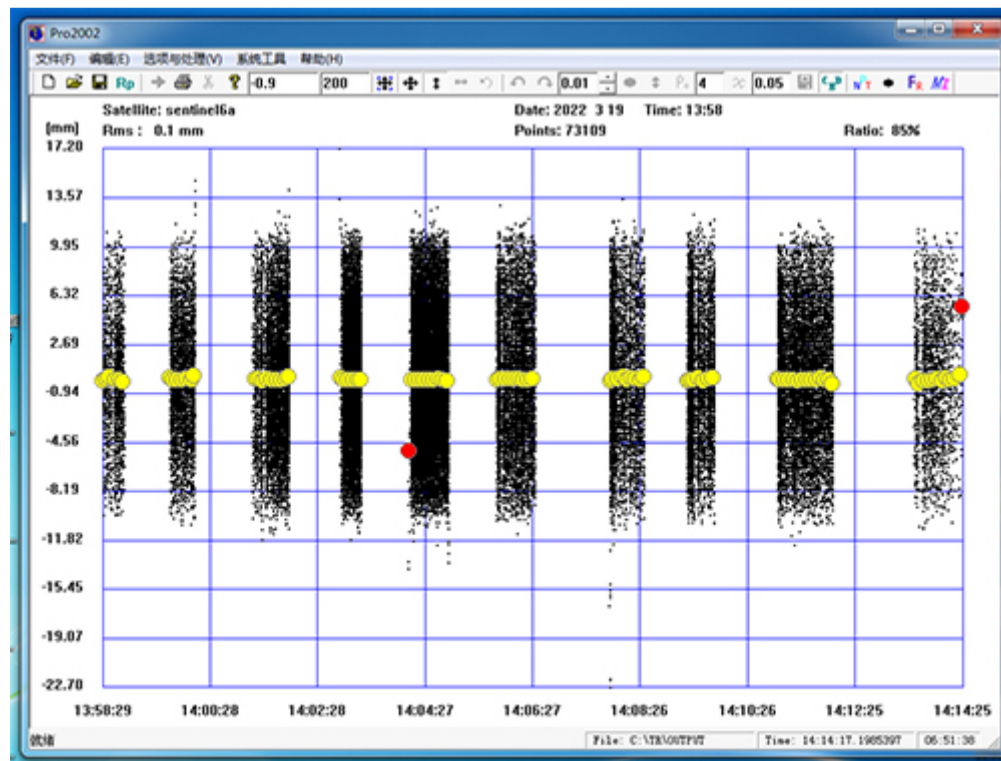 Pro2002
文件(F) 编辑(E) 选项与处理(V) 系统工具 帮助(H)
Rp -0.9 200 0.01 4 0.05
Satellite: sentinel6a Date: 2022 3 19 Time: 13:58
[mm] Rms : 0.1 mm Points: 73109 Ratio: 85%
17.20
13.57
9.95
6.32
2.69
-0.94
-4.56
-8.19
-11.82
-15.45
-19.07
-22.70
13:58:29 14:00:28 14:02:28 14:04:27 14:06:27 14:08:26 14:10:26 14:12:25 14:14:25
就绪 File: C:\TR\OUTPUT Time: 14:14:17.1985397 06:51:38